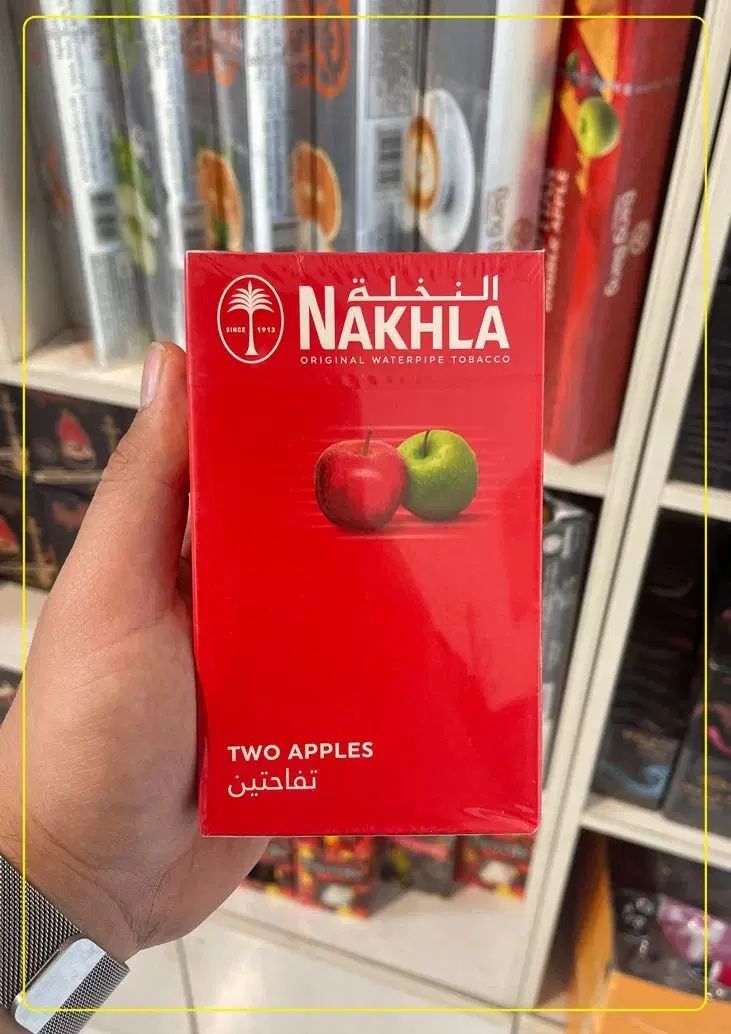 النخلة
NAKHLA
SINCE 1913
ORIGINAL WATERPIPE TOBACCO
TWO APPLES
تفاحتين